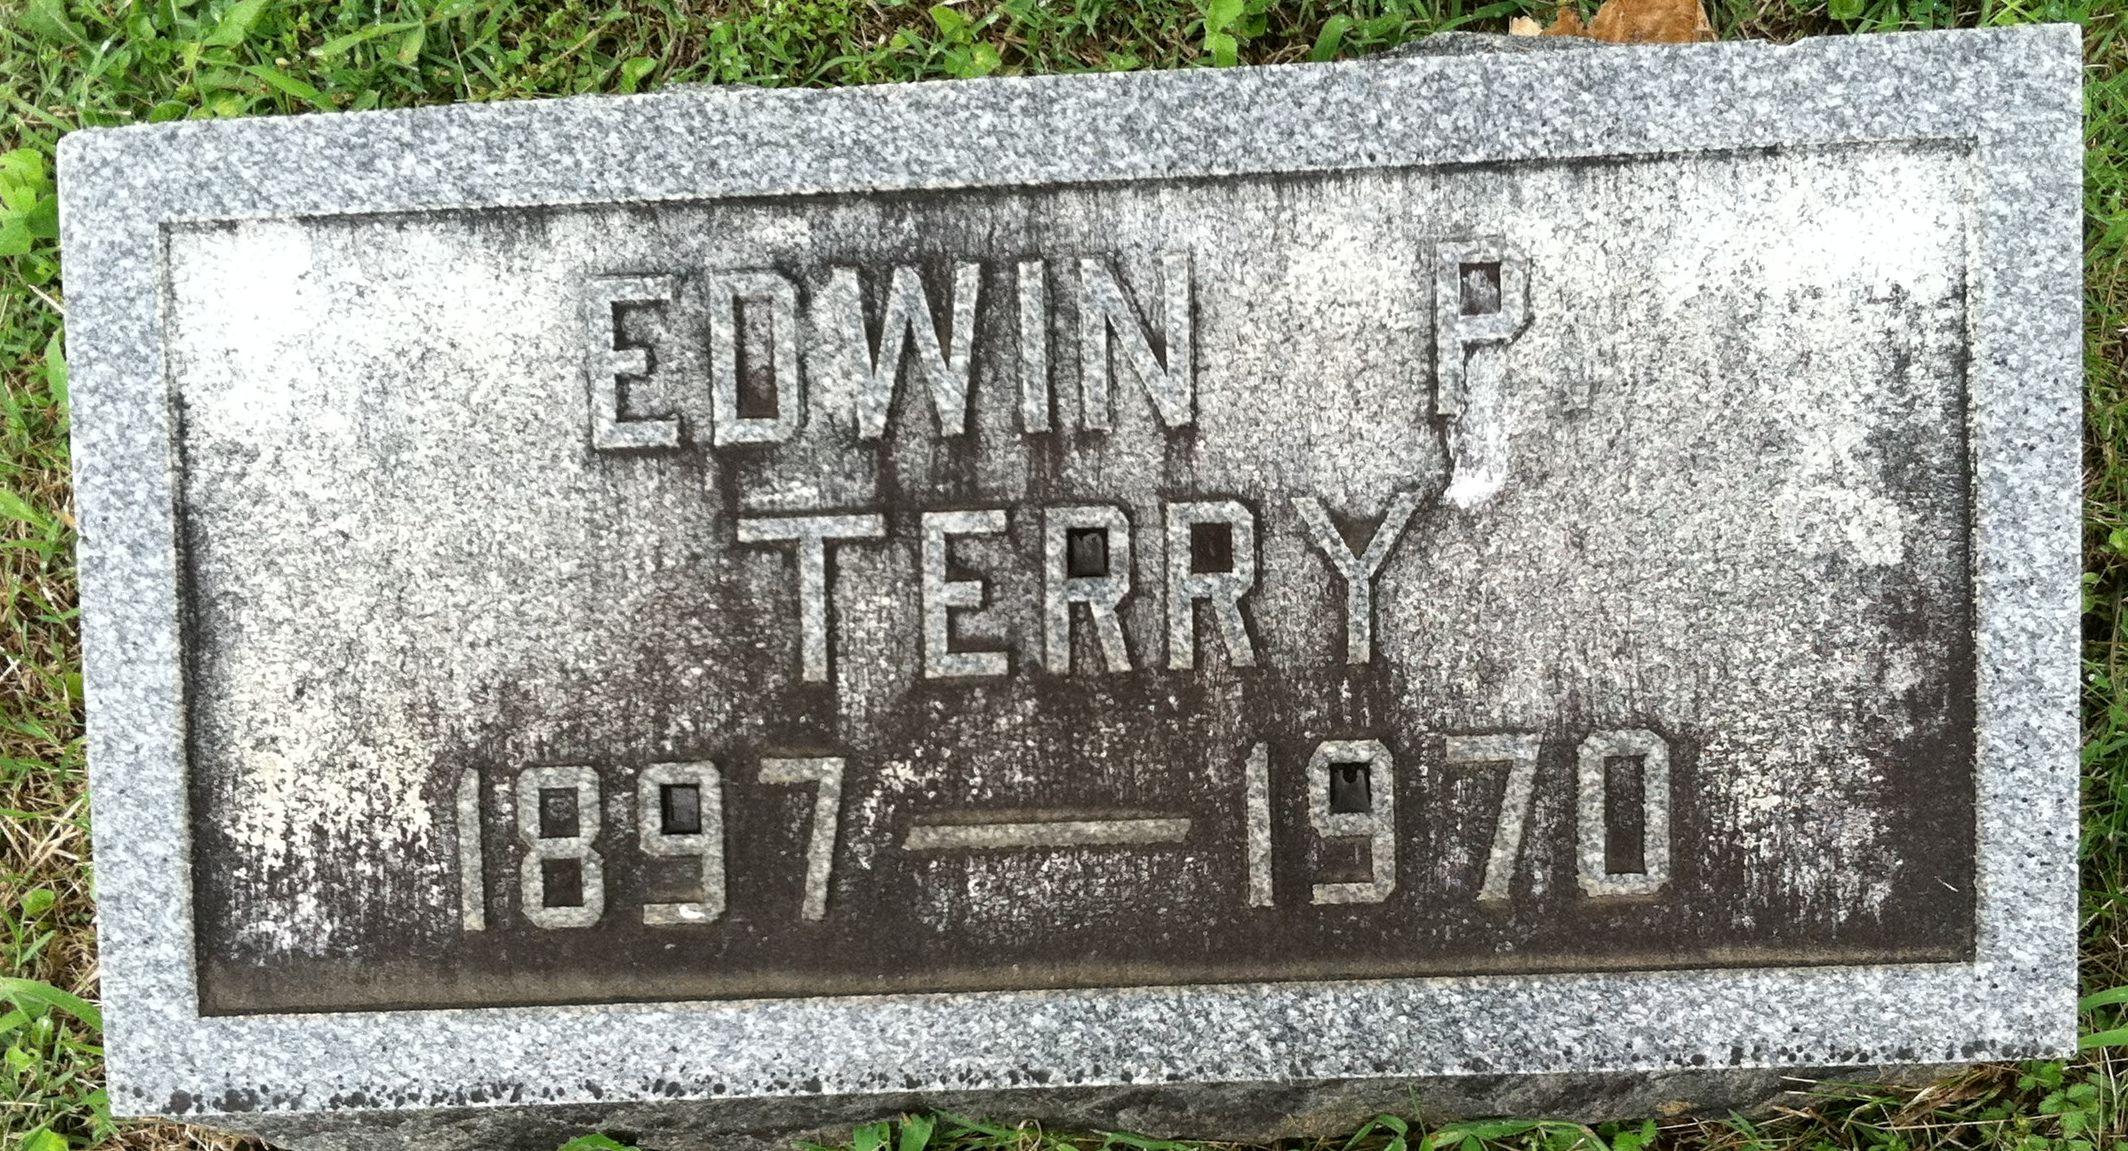 EDWIN P
TERRY
1897 — 1970